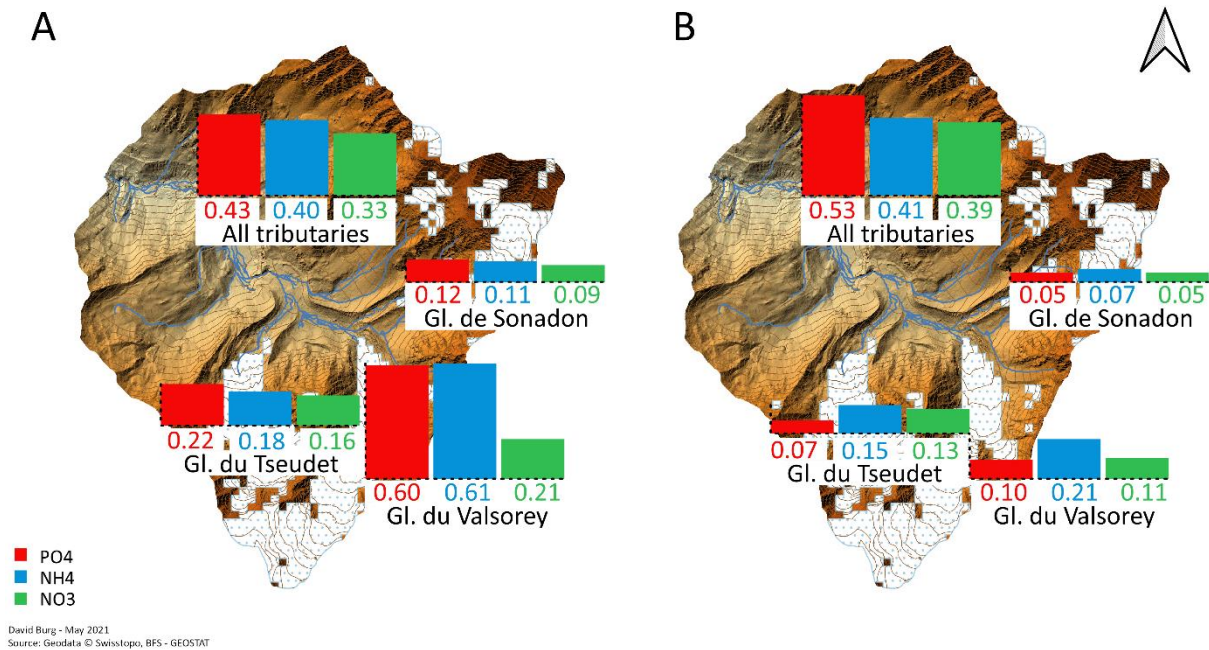 A
B
0.43 0.40 0.33
All tributaries
0.12 0.11 0.09
Gl. de Sonadon
0.22 0.18 0.16
Gl. du Tseudet
0.60 0.61 0.21
Gl. du Valsorey
0.53 0.41 0.39
All tributaries
0.05 0.07 0.05
Gl. de Sonadon
0.07 0.15 0.13
Gl. du Tseudet
0.10 0.21 0.11
Gl. du Valsorey
PO4
NH4
NO3
David Burg - May 2021
Source: Geodata © Swisstopo, BFS - GEOSTAT